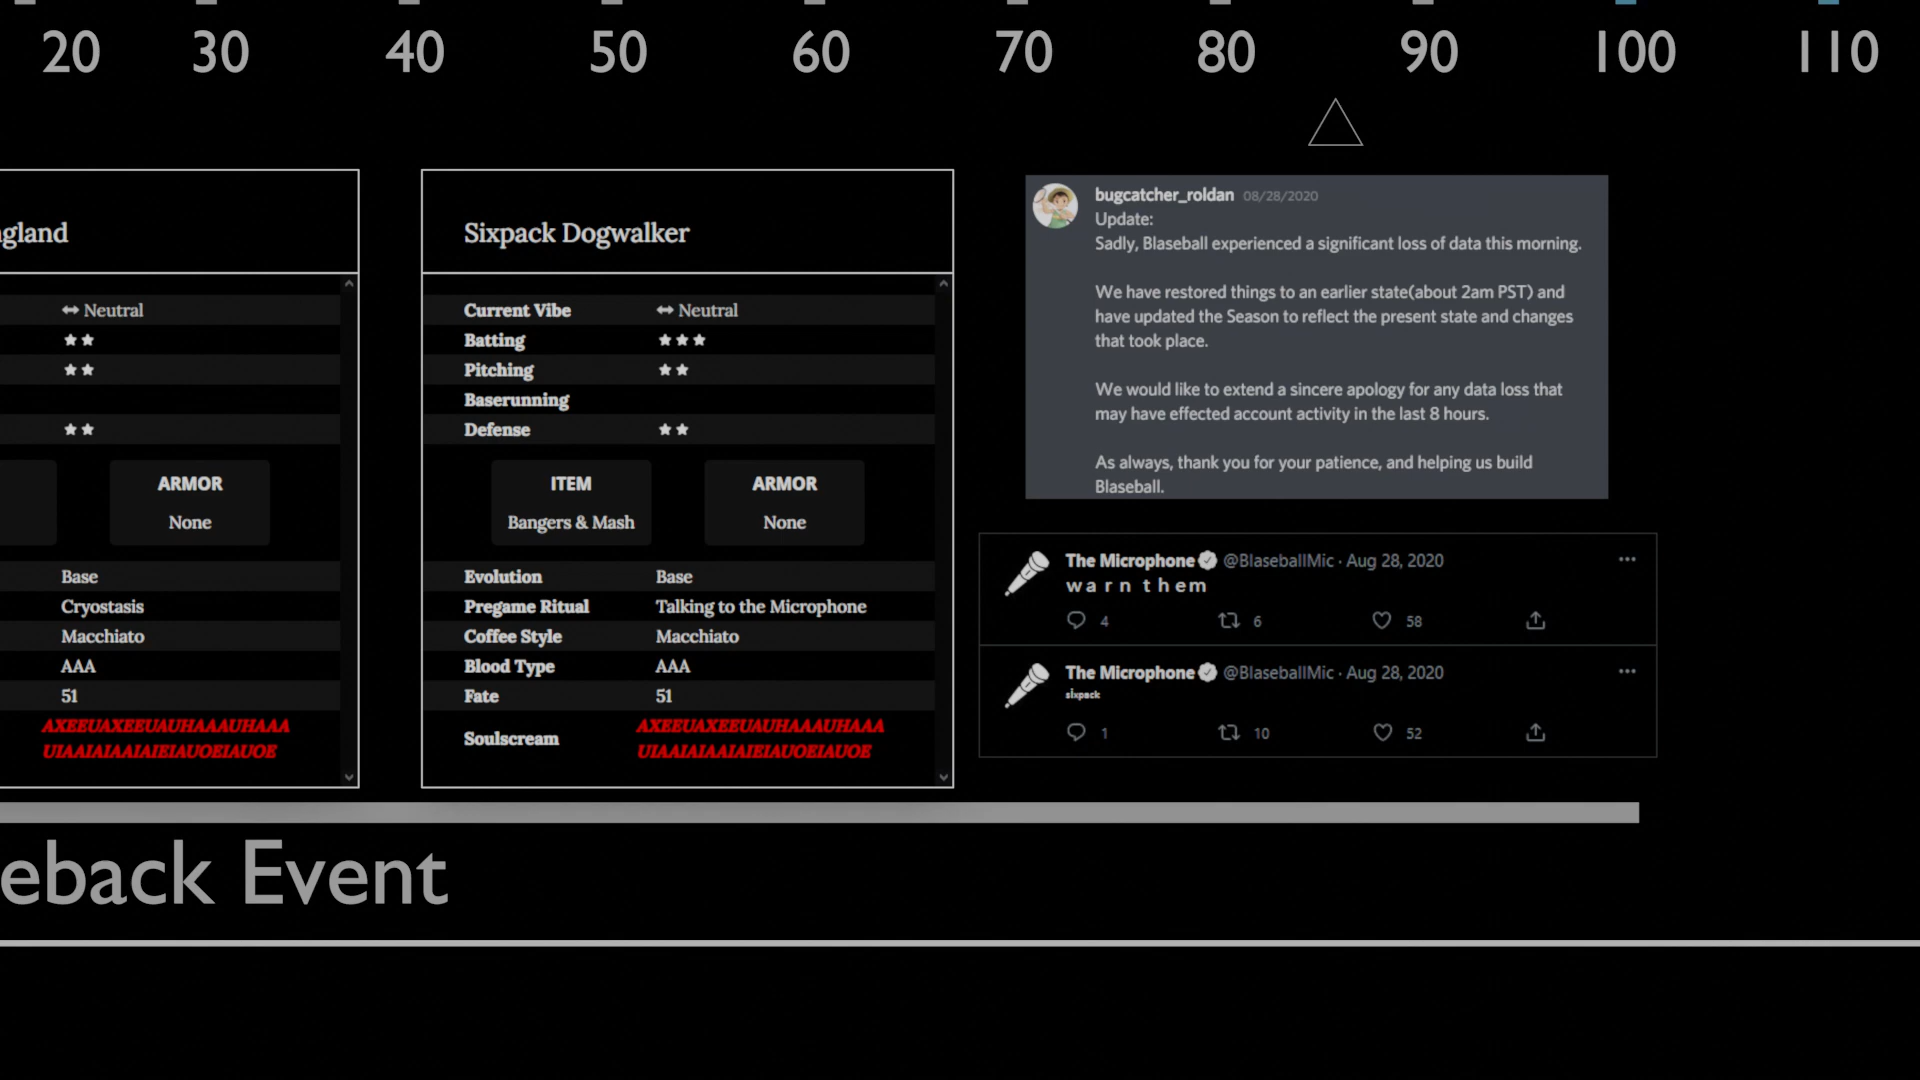 20 30 40 50 60 70 80 90 100 110
gland
Neutral
ARMOR
None
Base
Cryostasis
Macchiato
AAA
51
AXEEUAXEEUAUHAAAUHAAA
UIAAIAIAAIAIEIAUOEIAUOE
Sixpack Dogwalker
Current Vibe Neutral
Batting
Pitching
Baserunning
Defense
ITEM ARMOR
Bangers & Mash None
Evolution Base
Pregame Ritual Talking to the Microphone
Coffee Style Macchiato
Blood Type AAA
Fate 51
Soulscream AXEEUAXEEUAUHAAAUHAAA
UIAAIAIAAIAIEIAUOEIAUOE
bugcatcher_roldan 08/28/2020
Update:
Sadly, Blaseball experienced a significant loss of data this morning.
We have restored things to an earlier state(about 2am PST) and
have updated the Season to reflect the present state and changes
that took place.
We would like to extend a sincere apology for any data loss that
may have effected account activity in the last 8 hours.
As always, thank you for your patience, and helping us build
Blaseball.
The Microphone @BlaseballMic · Aug 28, 2020
w a r n t h e m
4 6 58
The Microphone @BlaseballMic · Aug 28, 2020
sixpack
1 10 52
eback Event